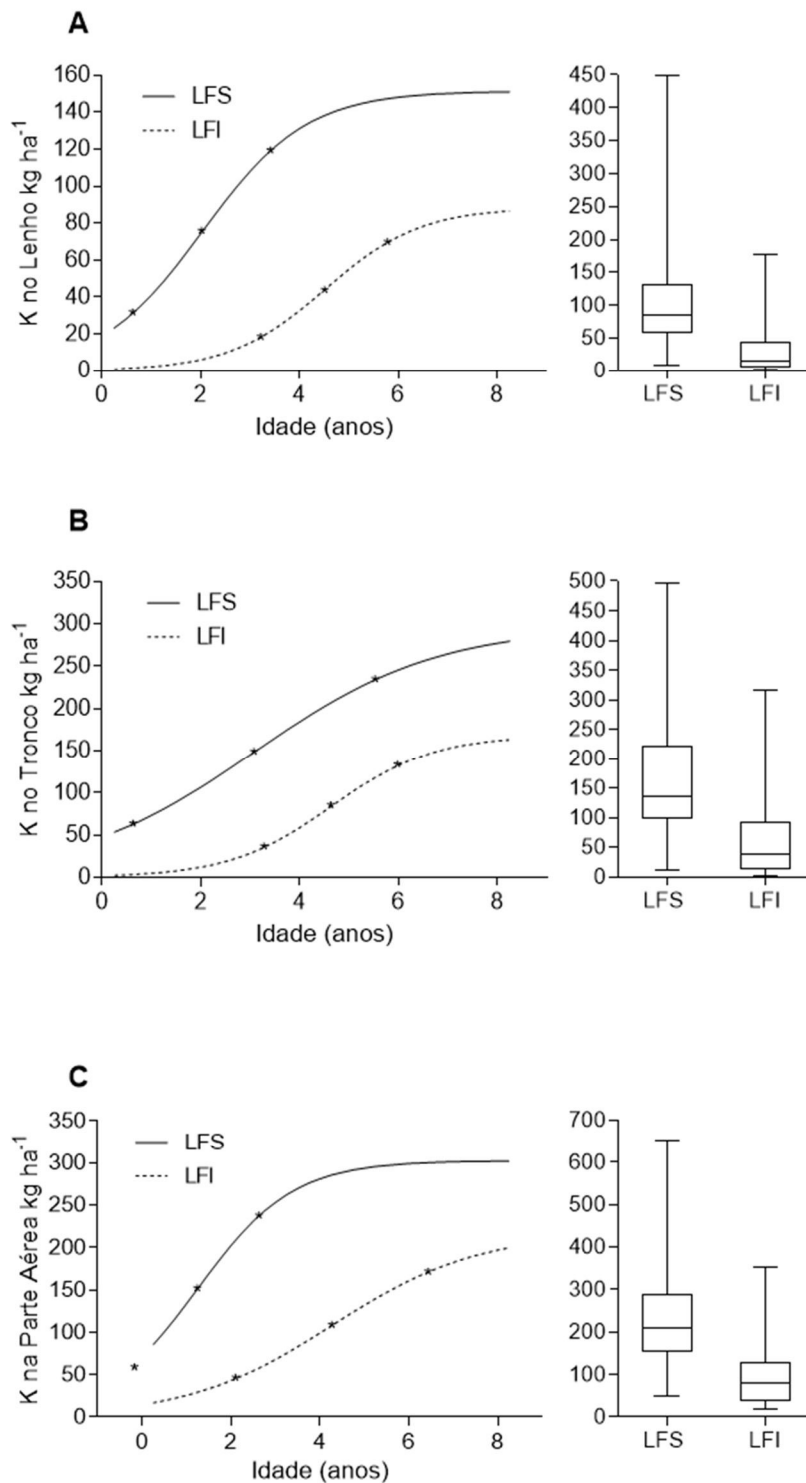 A
K no Lenho kg ha⁻¹
160
140
120
100
80
60
40
20
0
LFS
LFI
0 2 4 6 8
Idade (anos)
450
400
350
300
250
200
150
100
50
0
LFS LFI
B
K no Tronco kg ha⁻¹
350
300
250
200
150
100
50
0
LFS
LFI
0 2 4 6 8
Idade (anos)
500
450
400
350
300
250
200
150
100
50
0
LFS LFI
C
K na Parte Aérea kg ha⁻¹
350
300
250
200
150
100
50
0
LFS
LFI
0 2 4 6 8
Idade (anos)
700
600
500
400
300
200
100
0
LFS LFI